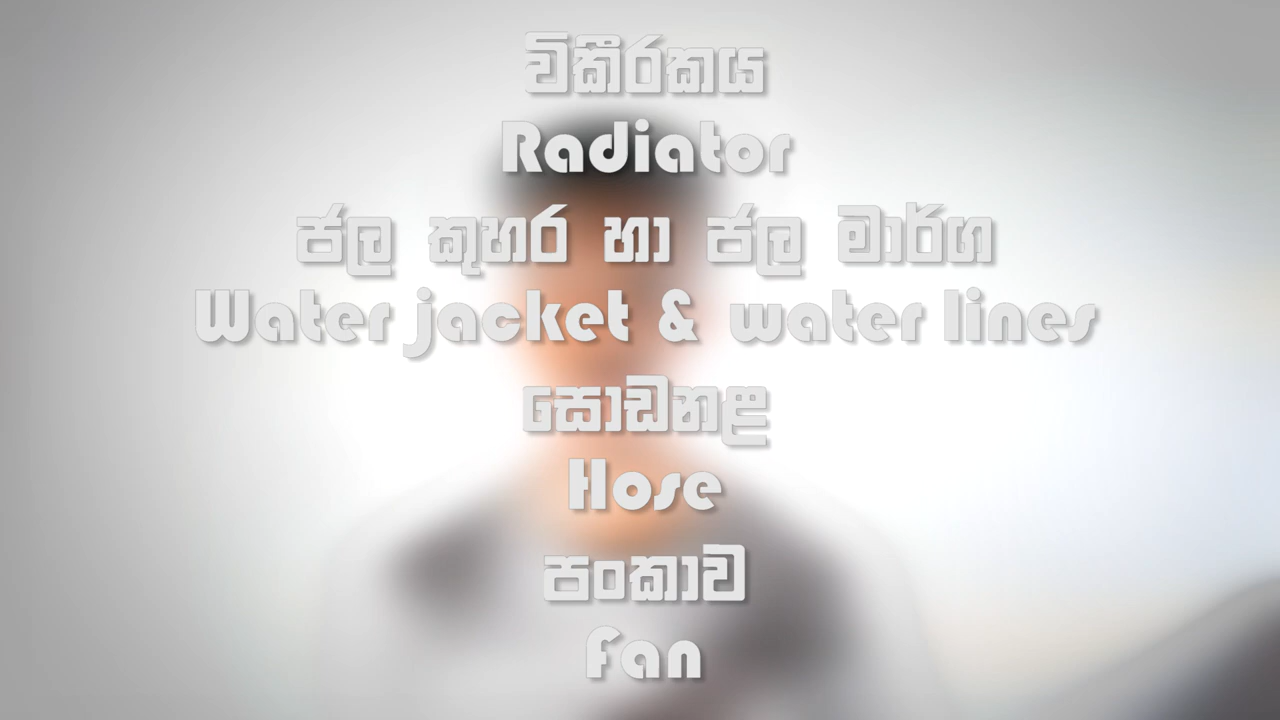 විකිරකය
Radiator
ජල කුහර හා ජල මාර්ග
Water jacket & water lines
සොඩනළ
Hose
පංකාව
Fan